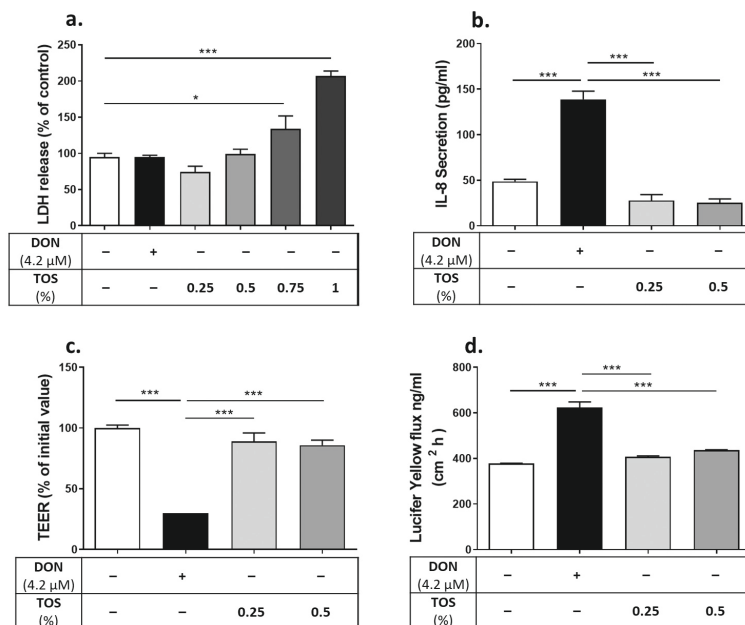 a.
LDH release (% of control)
250
200
150
100
50
0
***
*
DON
(4.2 µM)
– + – – – –
TOS
(%)
– – 0.25 0.5 0.75 1
b.
IL-8 Secretion (pg/ml)
200
150
100
50
0
***
***
***
DON
(4.2 µM)
– + – –
TOS
(%)
– – 0.25 0.5
c.
TEER (% of initial value)
150
100
50
0
***
***
***
DON
(4.2 µM)
– + – –
TOS
(%)
– – 0.25 0.5
d.
Lucifer Yellow flux ng/ml
(cm 2 h )
800
600
400
200
0
***
***
***
DON
(4.2 µM)
– + – –
TOS
(%)
– – 0.25 0.5